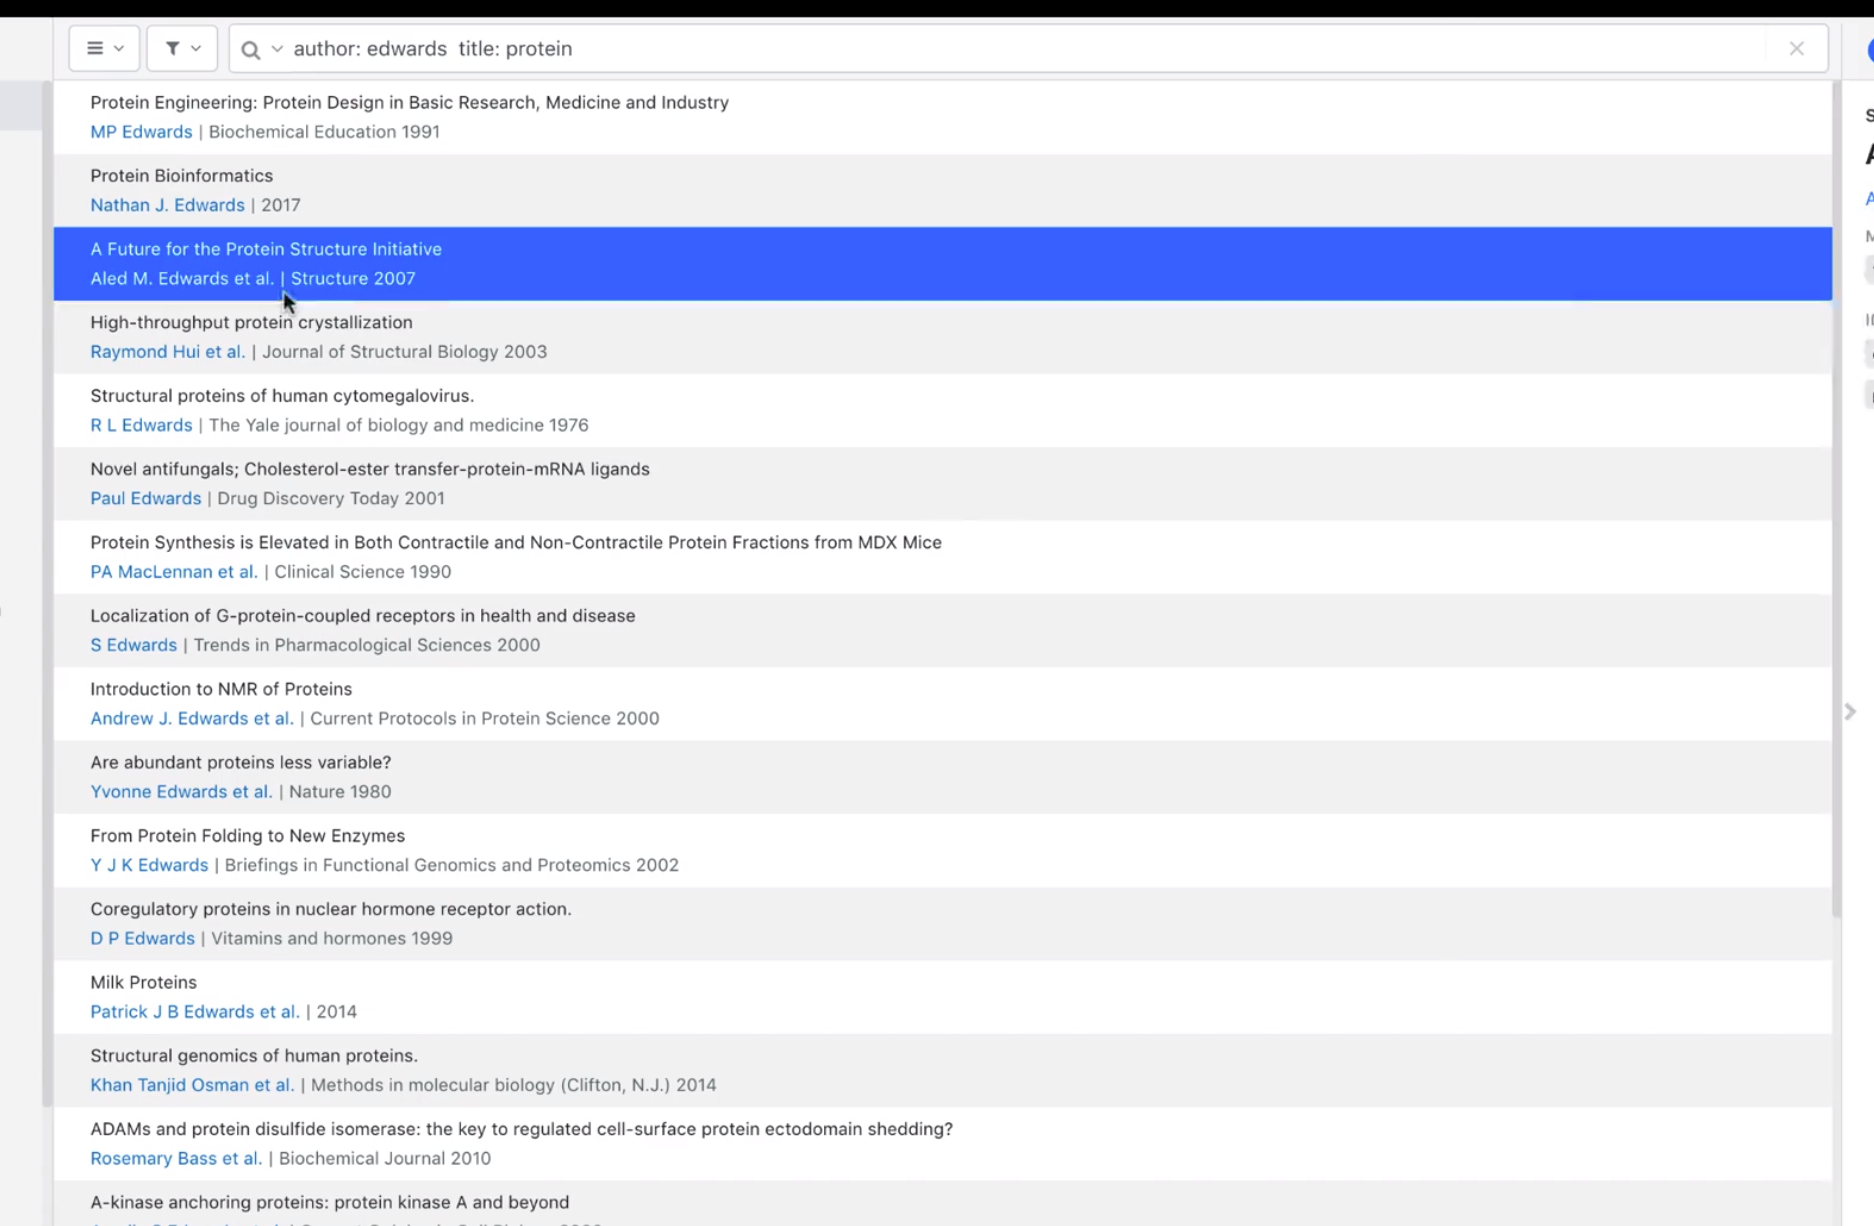 author: edwards title: protein
Protein Engineering: Protein Design in Basic Research, Medicine and Industry
MP Edwards | Biochemical Education 1991
Protein Bioinformatics
Nathan J. Edwards | 2017
A Future for the Protein Structure Initiative
Aled M. Edwards et al. | Structure 2007
High-throughput protein crystallization
Raymond Hui et al. | Journal of Structural Biology 2003
Structural proteins of human cytomegalovirus.
R L Edwards | The Yale journal of biology and medicine 1976
Novel antifungals; Cholesterol-ester transfer-protein-mRNA ligands
Paul Edwards | Drug Discovery Today 2001
Protein Synthesis is Elevated in Both Contractile and Non-Contractile Protein Fractions from MDX Mice
PA MacLennan et al. | Clinical Science 1990
Localization of G-protein-coupled receptors in health and disease
S Edwards | Trends in Pharmacological Sciences 2000
Introduction to NMR of Proteins
Andrew J. Edwards et al. | Current Protocols in Protein Science 2000
Are abundant proteins less variable?
Yvonne Edwards et al. | Nature 1980
From Protein Folding to New Enzymes
Y J K Edwards | Briefings in Functional Genomics and Proteomics 2002
Coregulatory proteins in nuclear hormone receptor action.
D P Edwards | Vitamins and hormones 1999
Milk Proteins
Patrick J B Edwards et al. | 2014
Structural genomics of human proteins.
Khan Tanjid Osman et al. | Methods in molecular biology (Clifton, N.J.) 2014
ADAMs and protein disulfide isomerase: the key to regulated cell-surface protein ectodomain shedding?
Rosemary Bass et al. | Biochemical Journal 2010
A-kinase anchoring proteins: protein kinase A and beyond